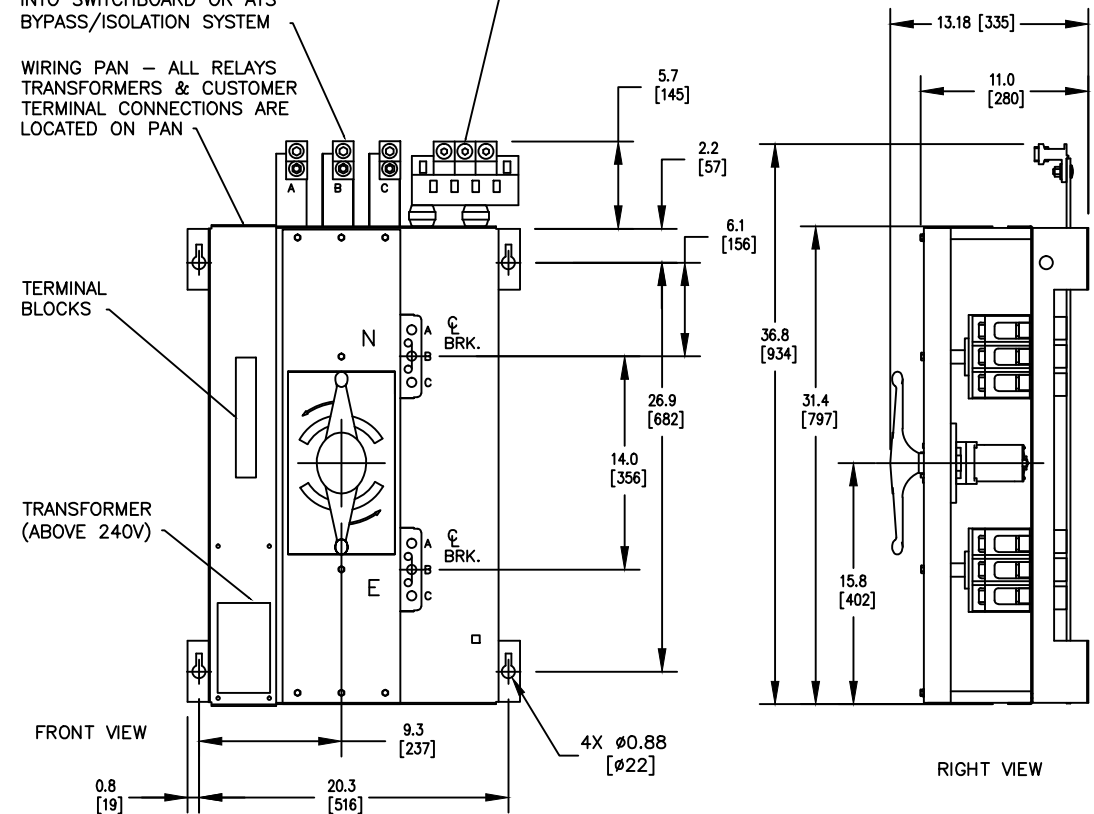 INTO SWITCHBOARD OR ATS
BYPASS/ISOLATION SYSTEM
WIRING PAN – ALL RELAYS
TRANSFORMERS & CUSTOMER
TERMINAL CONNECTIONS ARE
LOCATED ON PAN
TERMINAL
BLOCKS
TRANSFORMER
(ABOVE 240V)
A B C
N
A
B
C
℄
BRK.
E
A
B
C
℄
BRK.
5.7
[145]
2.2
[57]
6.1
[156]
26.9
[682]
14.0
[356]
FRONT VIEW
9.3
[237]
0.8
[19]
20.3
[516]
4X ø0.88
[ø22]
13.18 [335]
11.0
[280]
36.8
[934]
31.4
[797]
15.8
[402]
RIGHT VIEW